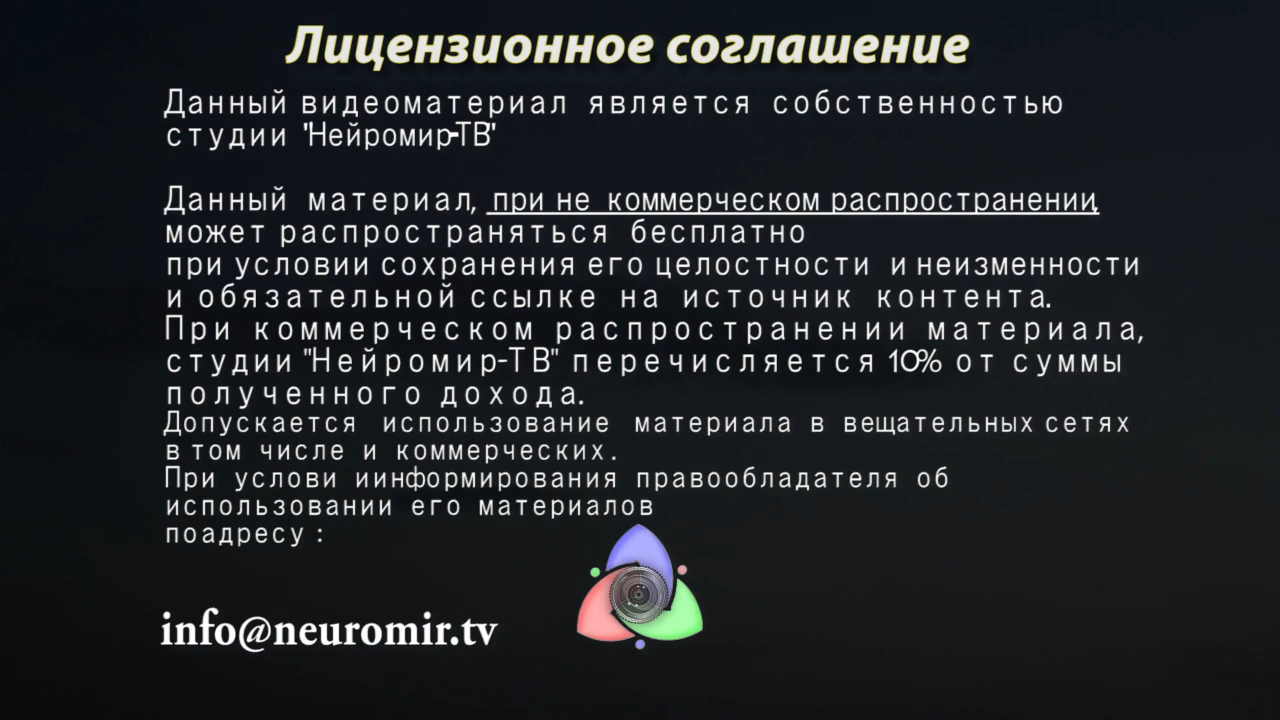 Лицензионное соглашение
Данный видеоматериал является собственностью
студии "Нейромир-ТВ"
Данный материал, при не коммерческом распространении,
может распространяться бесплатно
при условии сохранения его целостности и неизменности
и обязательной ссылке на источник контента.
При коммерческом распространении материала,
студии "Нейромир-ТВ" перечисляется 10% от суммы
полученного дохода.
Допускается использование материала в вещательных сетях
в том числе и коммерческих.
При услови иинформирования правообладателя об
использовании его материалов
поадресу :
info@neuromir.tv